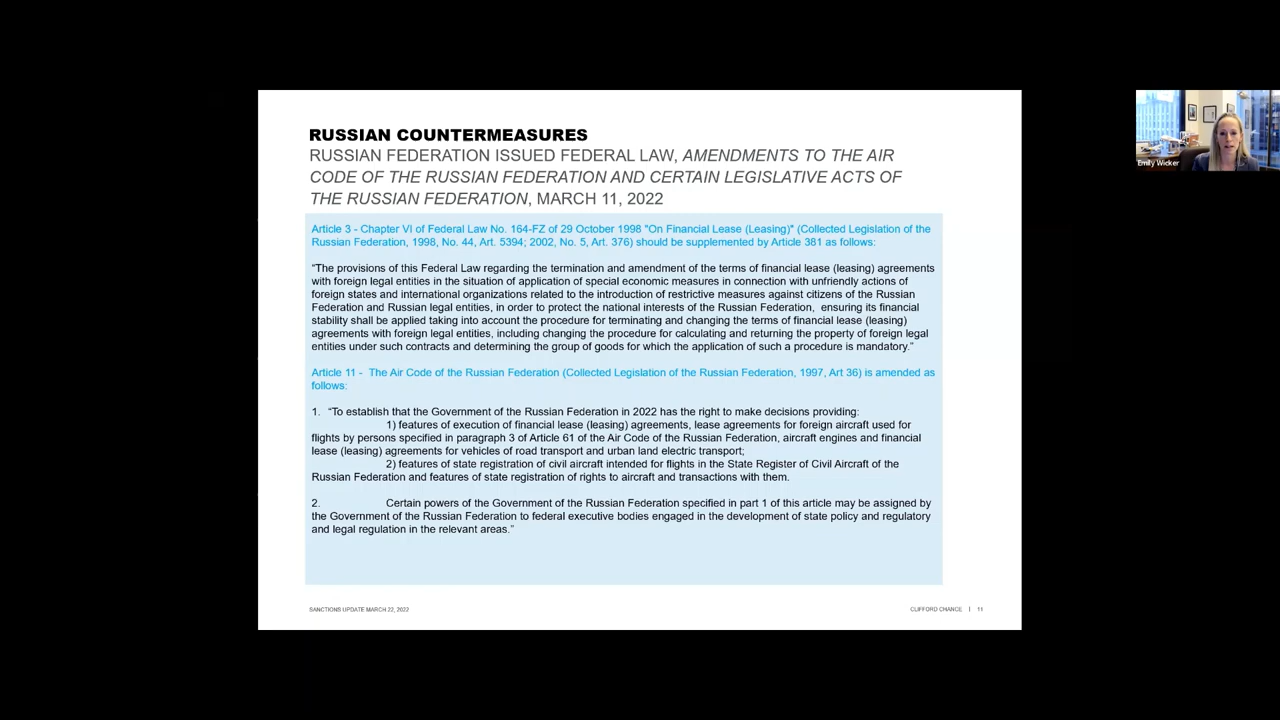 RUSSIAN COUNTERMEASURES
RUSSIAN FEDERATION ISSUED FEDERAL LAW, AMENDMENTS TO THE AIR
CODE OF THE RUSSIAN FEDERATION AND CERTAIN LEGISLATIVE ACTS OF
THE RUSSIAN FEDERATION, MARCH 11, 2022
Article 3 - Chapter VI of Federal Law No. 164-FZ of 29 October 1998 "On Financial Lease (Leasing)" (Collected Legislation of the
Russian Federation, 1998, No. 44, Art. 5394; 2002, No. 5, Art. 376) should be supplemented by Article 381 as follows:
“The provisions of this Federal Law regarding the termination and amendment of the terms of financial lease (leasing) agreements
with foreign legal entities in the situation of application of special economic measures in connection with unfriendly actions of
foreign states and international organizations related to the introduction of restrictive measures against citizens of the Russian
Federation and Russian legal entities, in order to protect the national interests of the Russian Federation, ensuring its financial
stability shall be applied taking into account the procedure for terminating and changing the terms of financial lease (leasing)
agreements with foreign legal entities, including changing the procedure for calculating and returning the property of foreign legal
entities under such contracts and determining the group of goods for which the application of such a procedure is mandatory.”
Article 11 - The Air Code of the Russian Federation (Collected Legislation of the Russian Federation, 1997, Art 36) is amended as
follows:
1. “To establish that the Government of the Russian Federation in 2022 has the right to make decisions providing:
1) features of execution of financial lease (leasing) agreements, lease agreements for foreign aircraft used for
flights by persons specified in paragraph 3 of Article 61 of the Air Code of the Russian Federation, aircraft engines and financial
lease (leasing) agreements for vehicles of road transport and urban land electric transport;
2) features of state registration of civil aircraft intended for flights in the State Register of Civil Aircraft of the
Russian Federation and features of state registration of rights to aircraft and transactions with them.
2. Certain powers of the Government of the Russian Federation specified in part 1 of this article may be assigned by
the Government of the Russian Federation to federal executive bodies engaged in the development of state policy and regulatory
and legal regulation in the relevant areas.”
SANCTIONS UPDATE MARCH 22, 2022
CLIFFORD CHANCE | 11
Emily Wicker